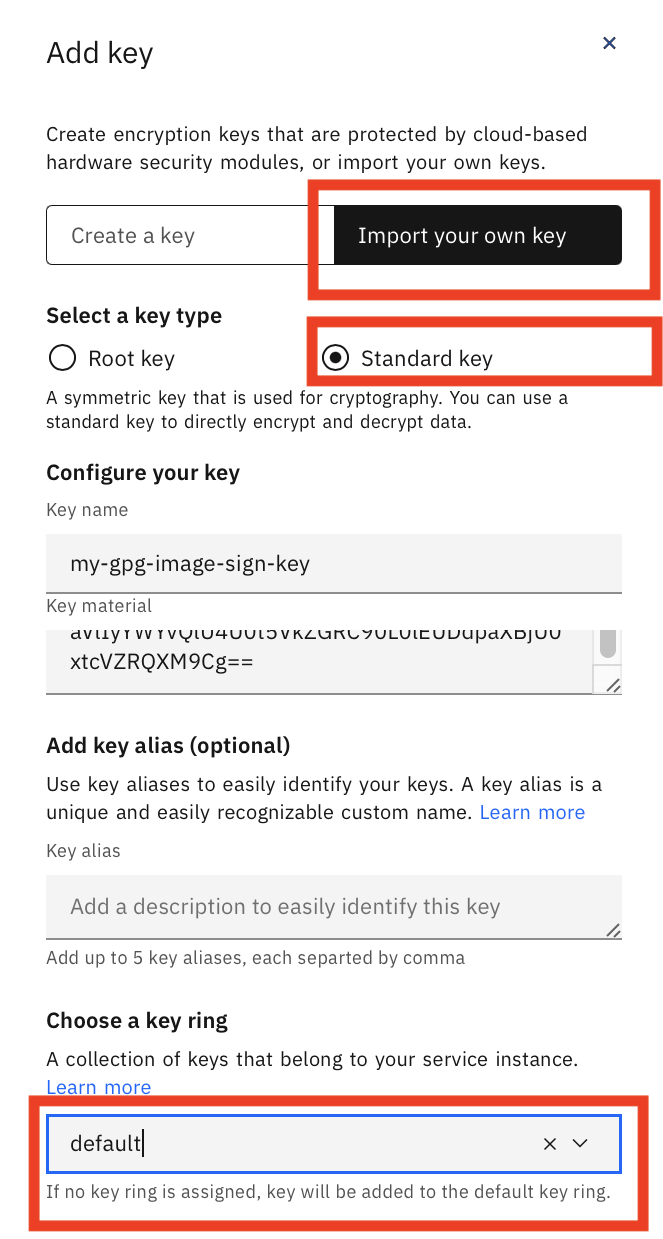 Add key
Create encryption keys that are protected by cloud-based
hardware security modules, or import your own keys.
Create a key
Import your own key
Select a key type
Root key
Standard key
A symmetric key that is used for cryptography. You can use a
standard key to directly encrypt and decrypt data.
Configure your key
Key name
my-gpg-image-sign-key
Key material
xtcVZRQXM9Cg==
Add key alias (optional)
Use key aliases to easily identify your keys. A key alias is a
unique and easily recognizable custom name. Learn more
Key alias
Add a description to easily identify this key
Add up to 5 key aliases, each separted by comma
Choose a key ring
A collection of keys that belong to your service instance.
Learn more
default
If no key ring is assigned, key will be added to the default key ring.